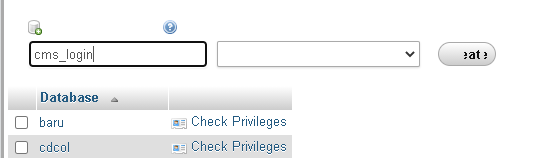 cms_login
Database
baru Check Privileges
cdcol Check Privileges